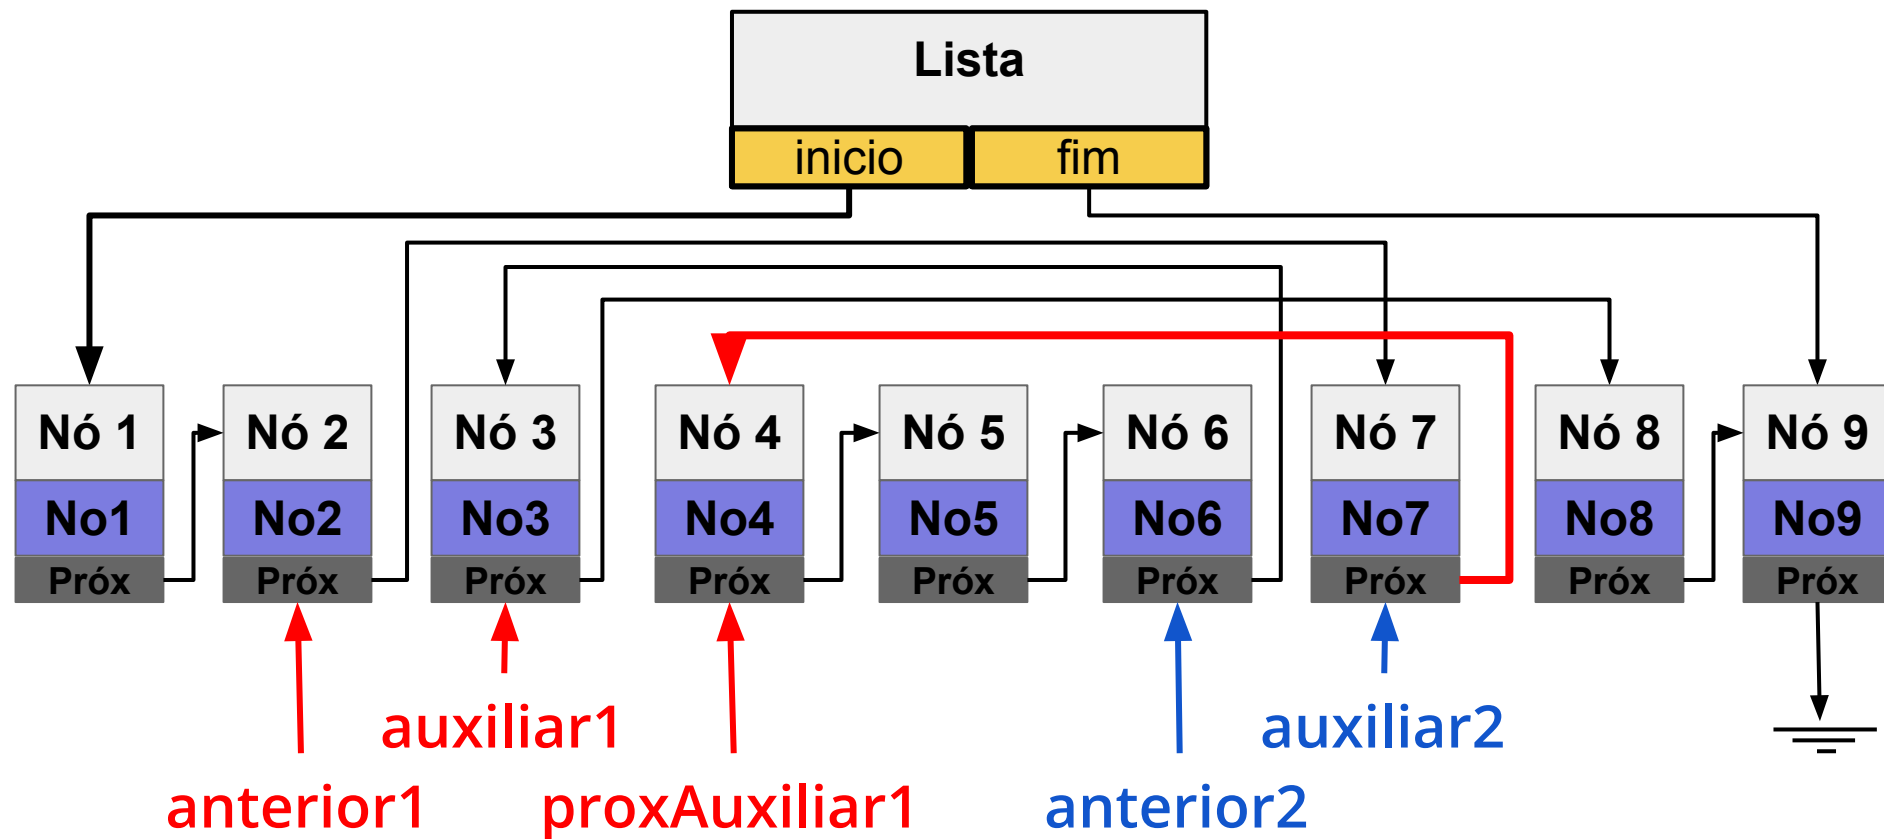 Lista
inicio fim
Nó 1 Nó 2 Nó 3 Nó 4 Nó 5 Nó 6 Nó 7 Nó 8 Nó 9
No1 No2 No3 No4 No5 No6 No7 No8 No9
Próx Próx Próx Próx Próx Próx Próx Próx Próx
auxiliar1 auxiliar2
anterior1 proxAuxiliar1 anterior2